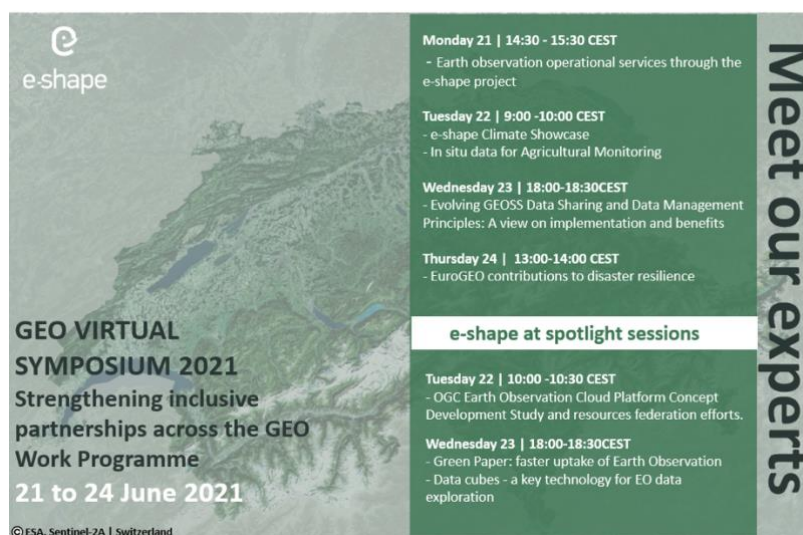 e-shape
GEO VIRTUAL
SYMPOSIUM 2021
Strengthening inclusive
partnerships across the GEO
Work Programme
21 to 24 June 2021
© ESA, Sentinel-2A | Switzerland
Monday 21 | 14:30 - 15:30 CEST
- Earth observation operational services through the
e-shape project
Tuesday 22 | 9:00 -10:00 CEST
- e-shape Climate Showcase
- In situ data for Agricultural Monitoring
Wednesday 23 | 18:00-18:30CEST
- Evolving GEOSS Data Sharing and Data Management
Principles: A view on implementation and benefits
Thursday 24 | 13:00-14:00 CEST
- EuroGEO contributions to disaster resilience
e-shape at spotlight sessions
Tuesday 22 | 10:00 -10:30 CEST
- OGC Earth Observation Cloud Platform Concept
Development Study and resources federation efforts.
Wednesday 23 | 18:00-18:30CEST
- Green Paper: faster uptake of Earth Observation
- Data cubes - a key technology for EO data
exploration
Meet our experts